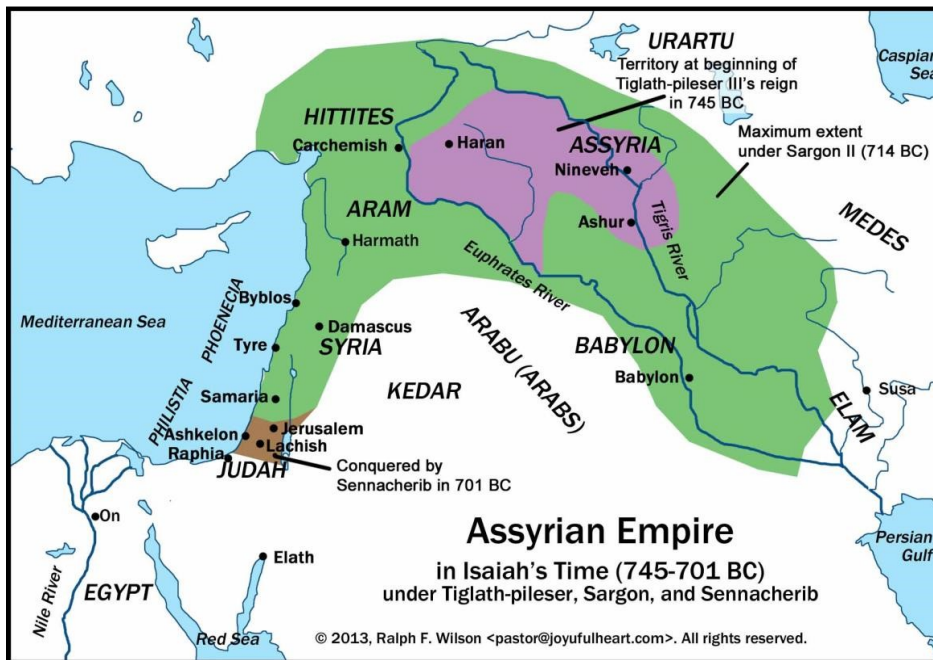 URARTU
Territory at beginning of
Tiglath-pileser III's reign
in 745 BC
Caspian
Sea
HITTITES
Carchemish
Haran
ASSYRIA
Nineveh
Maximum extent
under Sargon II (714 BC)
ARAM
Harmath
Ashur
Tigris River
MEDES
Euphrates River
Mediterranean Sea
PHOENECIA
Byblos
Damascus
Tyre
SYRIA
ARABU (ARABS)
BABYLON
Babylon
KEDAR
Samaria
PHILISTIA
Susa
ELAM
Ashkelon
Jerusalem
Lachish
Raphia
JUDAH
Conquered by
Sennacherib in 701 BC
On
Elath
Nile River
EGYPT
Red Sea
Persian
Gulf
Assyrian Empire
in Isaiah's Time (745-701 BC)
under Tiglath-pileser, Sargon, and Sennacherib
© 2013, Ralph F. Wilson <pastor@joyfulheart.com>. All rights reserved.